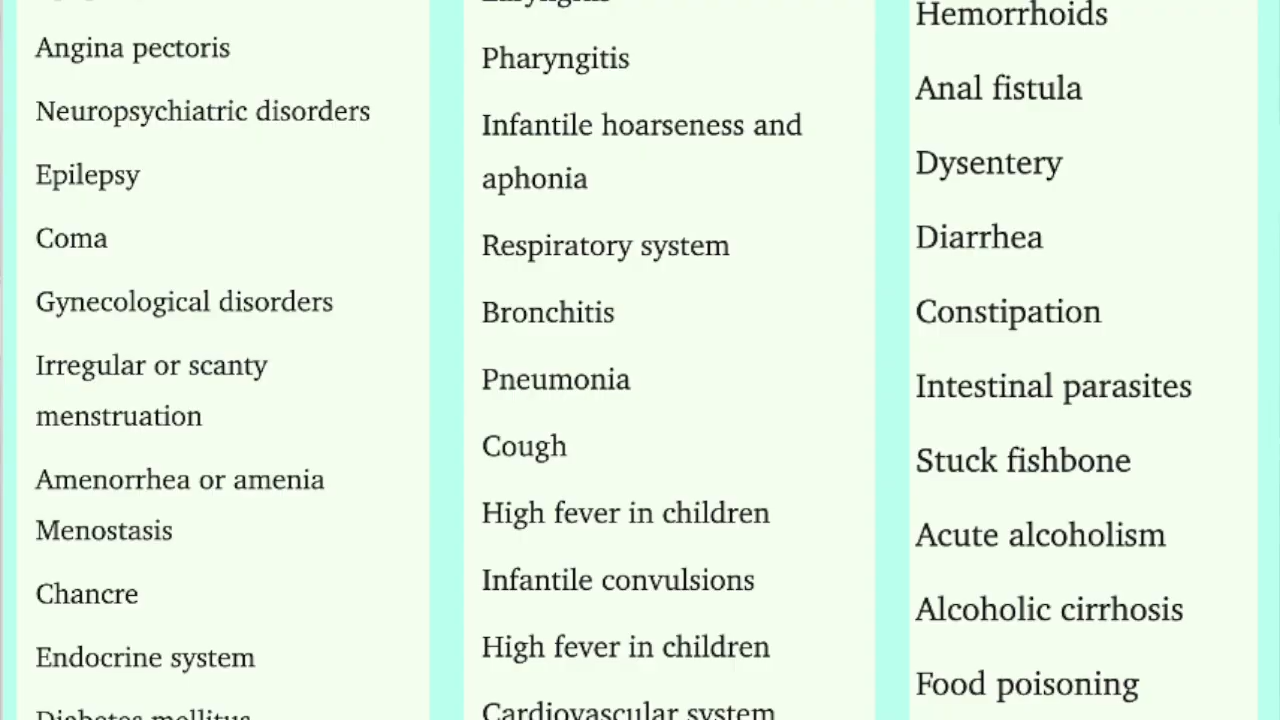 Angina pectoris
Neuropsychiatric disorders
Epilepsy
Coma
Gynecological disorders
Irregular or scanty
menstruation
Amenorrhea or amenia
Menostasis
Chancre
Endocrine system
Diabetes mellitus
Pharyngitis
Infantile hoarseness and
aphonia
Respiratory system
Bronchitis
Pneumonia
Cough
High fever in children
Infantile convulsions
High fever in children
Cardiovascular system
Hemorrhoids
Anal fistula
Dysentery
Diarrhea
Constipation
Intestinal parasites
Stuck fishbone
Acute alcoholism
Alcoholic cirrhosis
Food poisoning